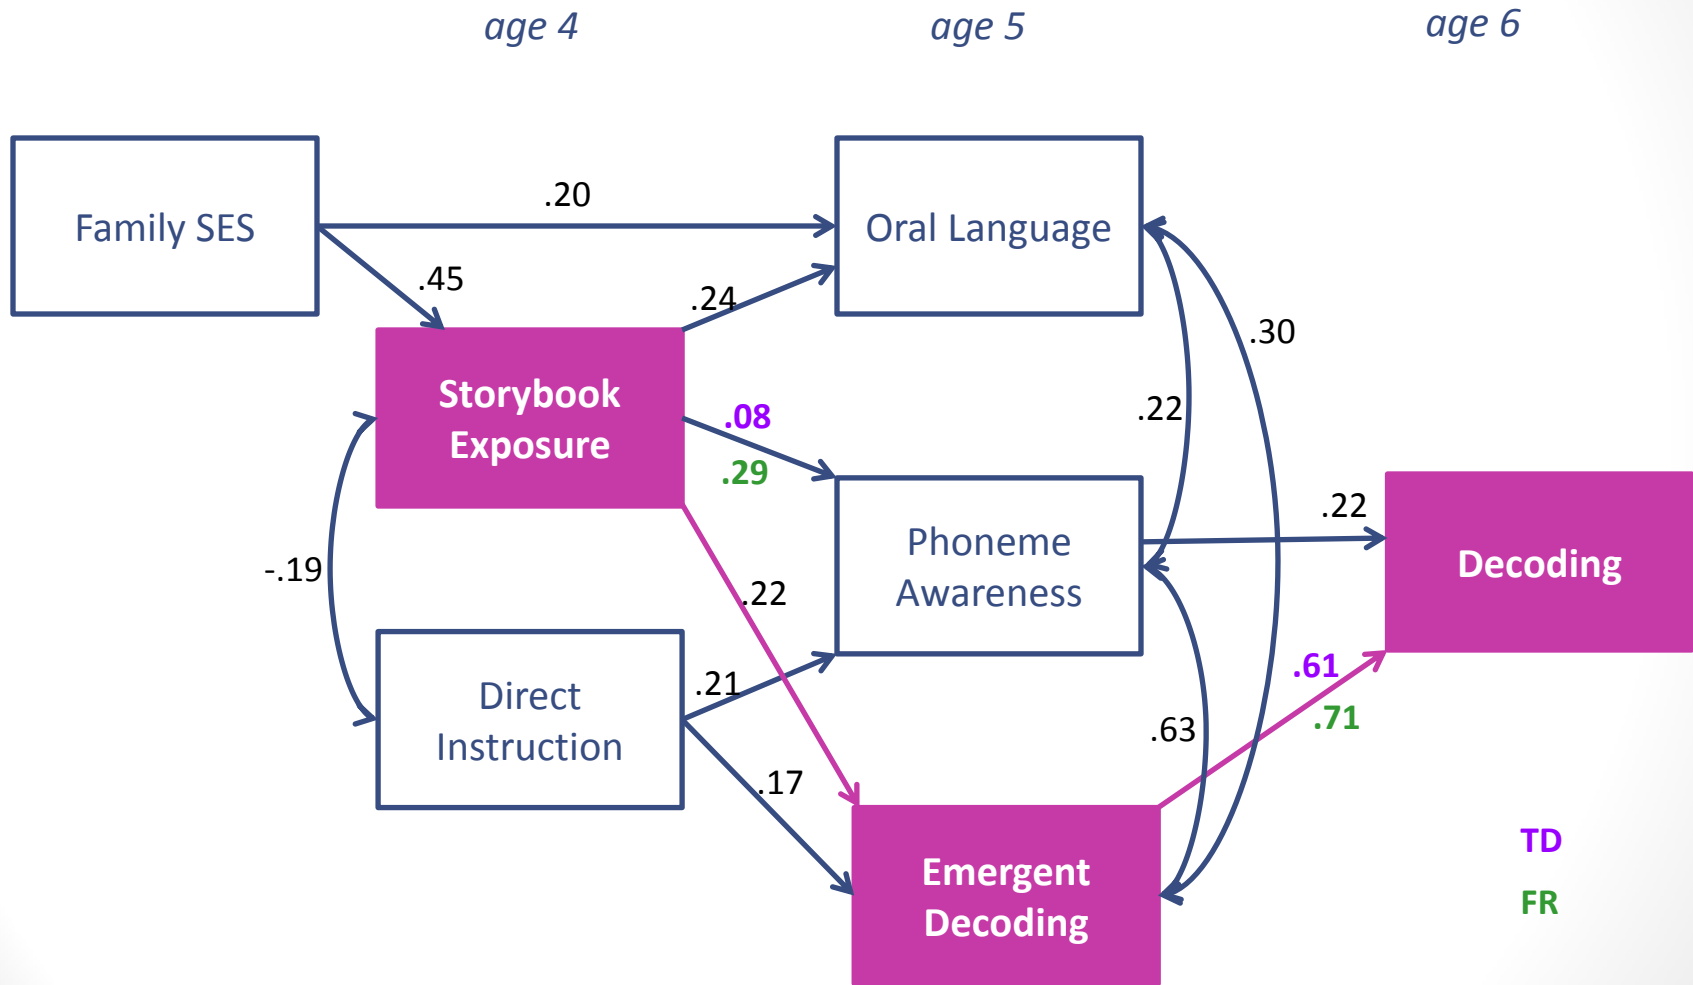 age 4
age 5
age 6
Family SES
.20
Oral Language
.45
.24
Storybook
Exposure
.08
.29
.30
.22
-.19
.22
Phoneme
Awareness
.22
Decoding
Direct
Instruction
.21
.17
.63
.61
.71
Emergent
Decoding
TD
FR